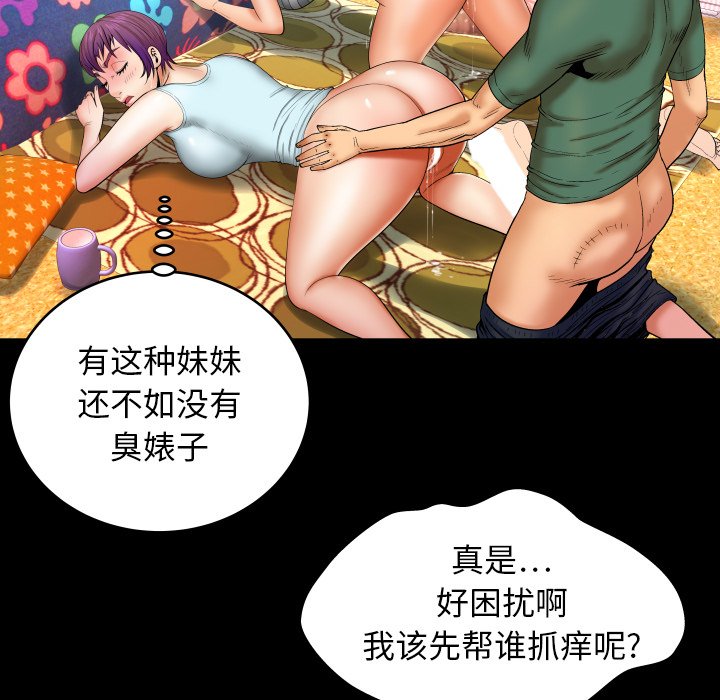 有这种妹妹
还不如没有
臭婊子
真是...
好困扰啊
我该先帮谁抓痒呢?